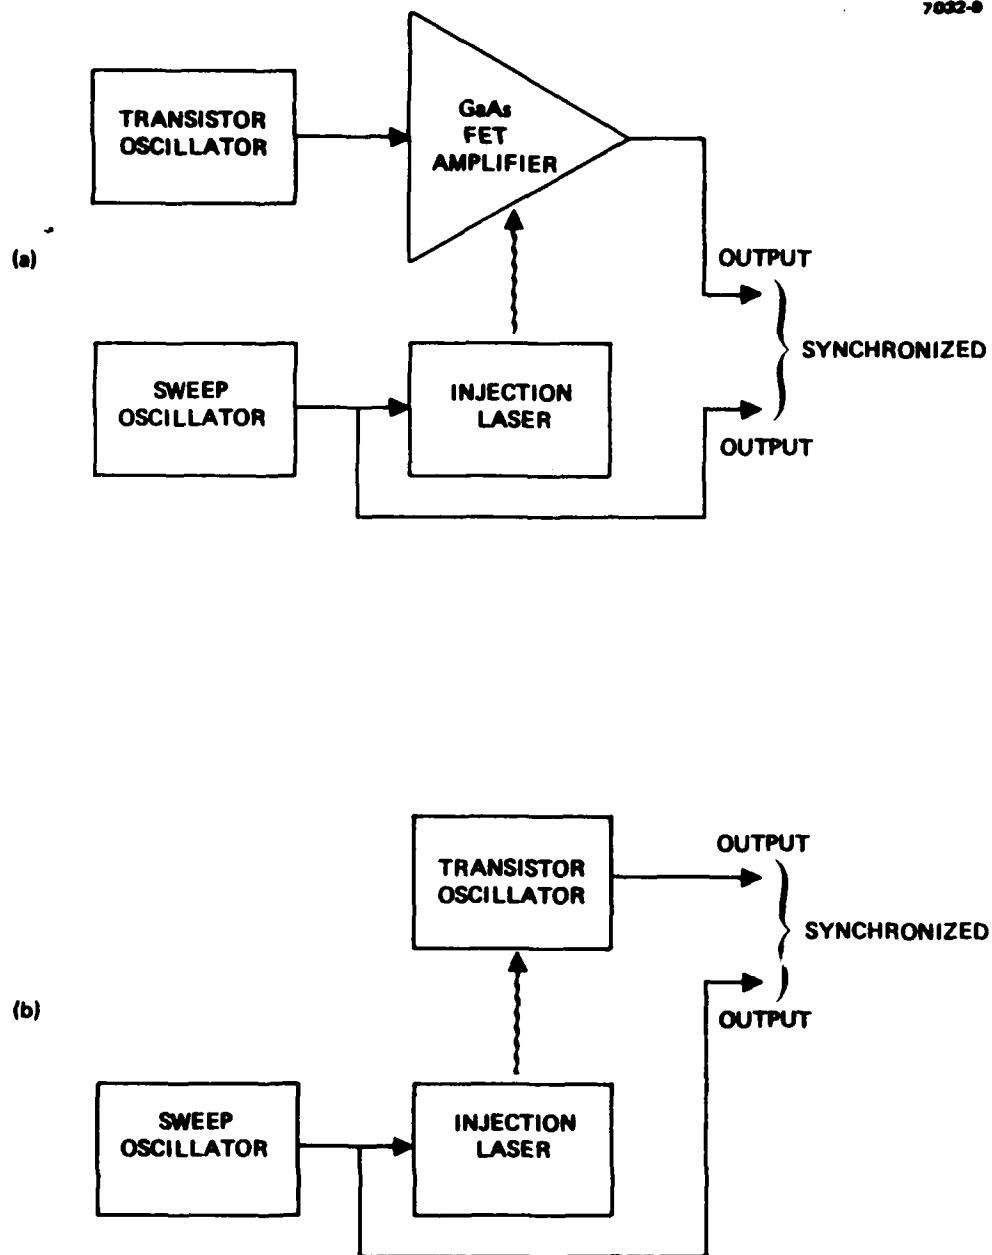 7032-9
TRANSISTOR
OSCILLATOR
GaAs
FET
AMPLIFIER
(a)
OUTPUT
SYNCHRONIZED
SWEEP
OSCILLATOR
INJECTION
LASER
OUTPUT
OUTPUT
TRANSISTOR
OSCILLATOR
SYNCHRONIZED
(b)
OUTPUT
SWEEP
OSCILLATOR
INJECTION
LASER